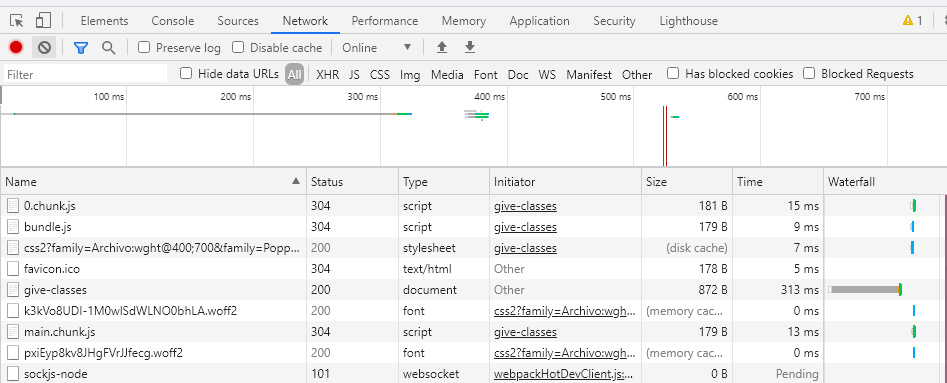 Elements Console Sources Network Performance Memory Application Security Lighthouse 1
Preserve log Disable cache Online
Filter Hide data URLs All XHR JS CSS Img Media Font Doc WS Manifest Other Has blocked cookies Blocked Requests
100 ms 200 ms 300 ms 400 ms 500 ms 600 ms 700 ms
Name Status Type Initiator Size Time Waterfall
0.chunk.js 304 script give-classes 181 B 15 ms
bundle.js 304 script give-classes 179 B 9 ms
css2?family=Archivo:wght@400;700&family=Popp... 200 stylesheet give-classes (disk cache) 7 ms
favicon.ico 304 text/html Other 178 B 5 ms
give-classes 200 document Other 872 B 313 ms
k3kVo8UDI-1M0wlSdWLNO0bhLA.woff2 200 font css2?family=Archivo:wgh... (memory cac... 0 ms
main.chunk.js 304 script give-classes 179 B 13 ms
pxiEyp8kv8JHgFVrJJfecg.woff2 200 font css2?family=Archivo:wgh... (memory cac... 0 ms
sockjs-node 101 websocket webpackHotDevClient.js:... 0 B Pending